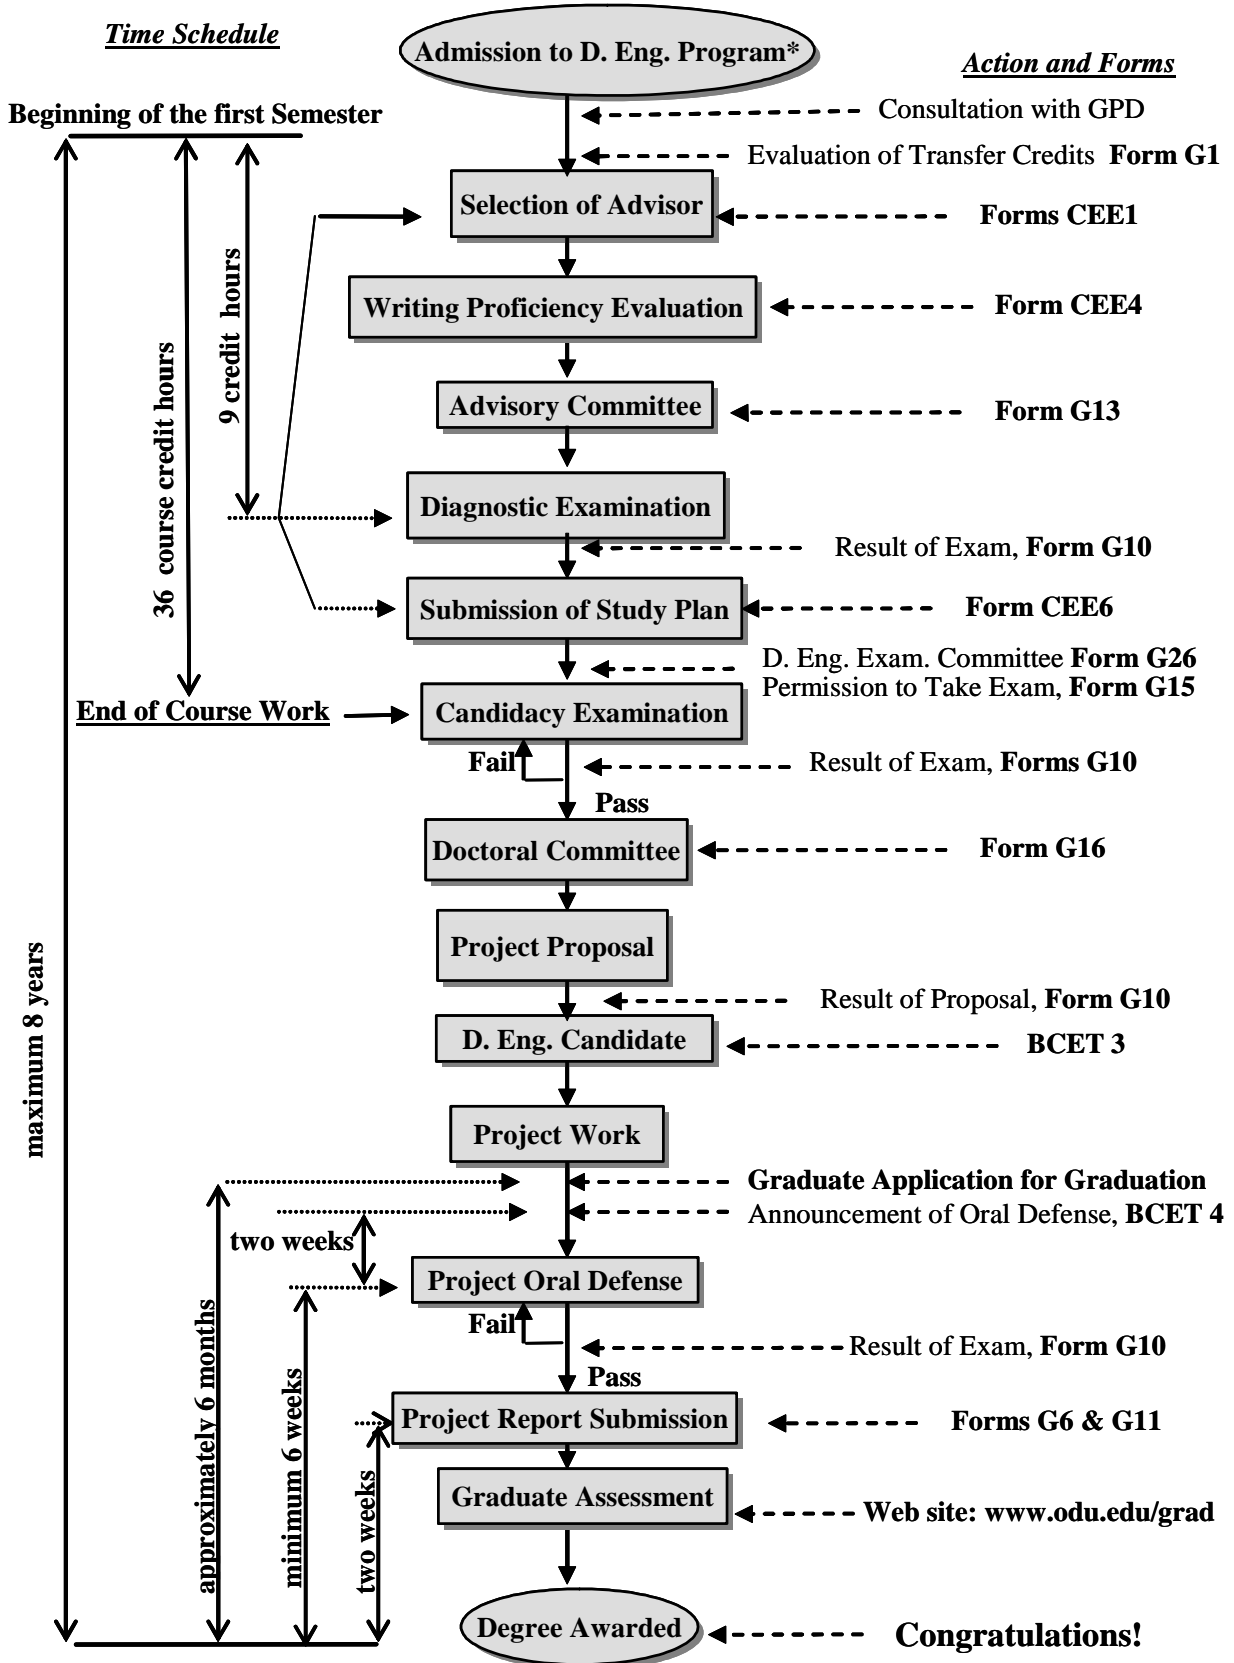 Time Schedule
Admission to D. Eng. Program*
Action and Forms
Beginning of the first Semester
Consultation with GPD
Evaluation of Transfer Credits Form G1
Selection of Advisor
Forms CEE1
9 credit hours
36 course credit hours
Writing Proficiency Evaluation
Form CEE4
Advisory Committee
Form G13
Diagnostic Examination
Result of Exam, Form G10
Submission of Study Plan
Form CEE6
D. Eng. Exam. Committee Form G26
Permission to Take Exam, Form G15
End of Course Work
Candidacy Examination
Fail
Result of Exam, Forms G10
Pass
Doctoral Committee
Form G16
maximum 8 years
Project Proposal
Result of Proposal, Form G10
D. Eng. Candidate
BCET 3
Project Work
Graduate Application for Graduation
Announcement of Oral Defense, BCET 4
two weeks
Project Oral Defense
Fail
Result of Exam, Form G10
Pass
approximately 6 months
minimum 6 weeks
two weeks
Project Report Submission
Forms G6 & G11
Graduate Assessment
Web site: www.odu.edu/grad
Degree Awarded
Congratulations!